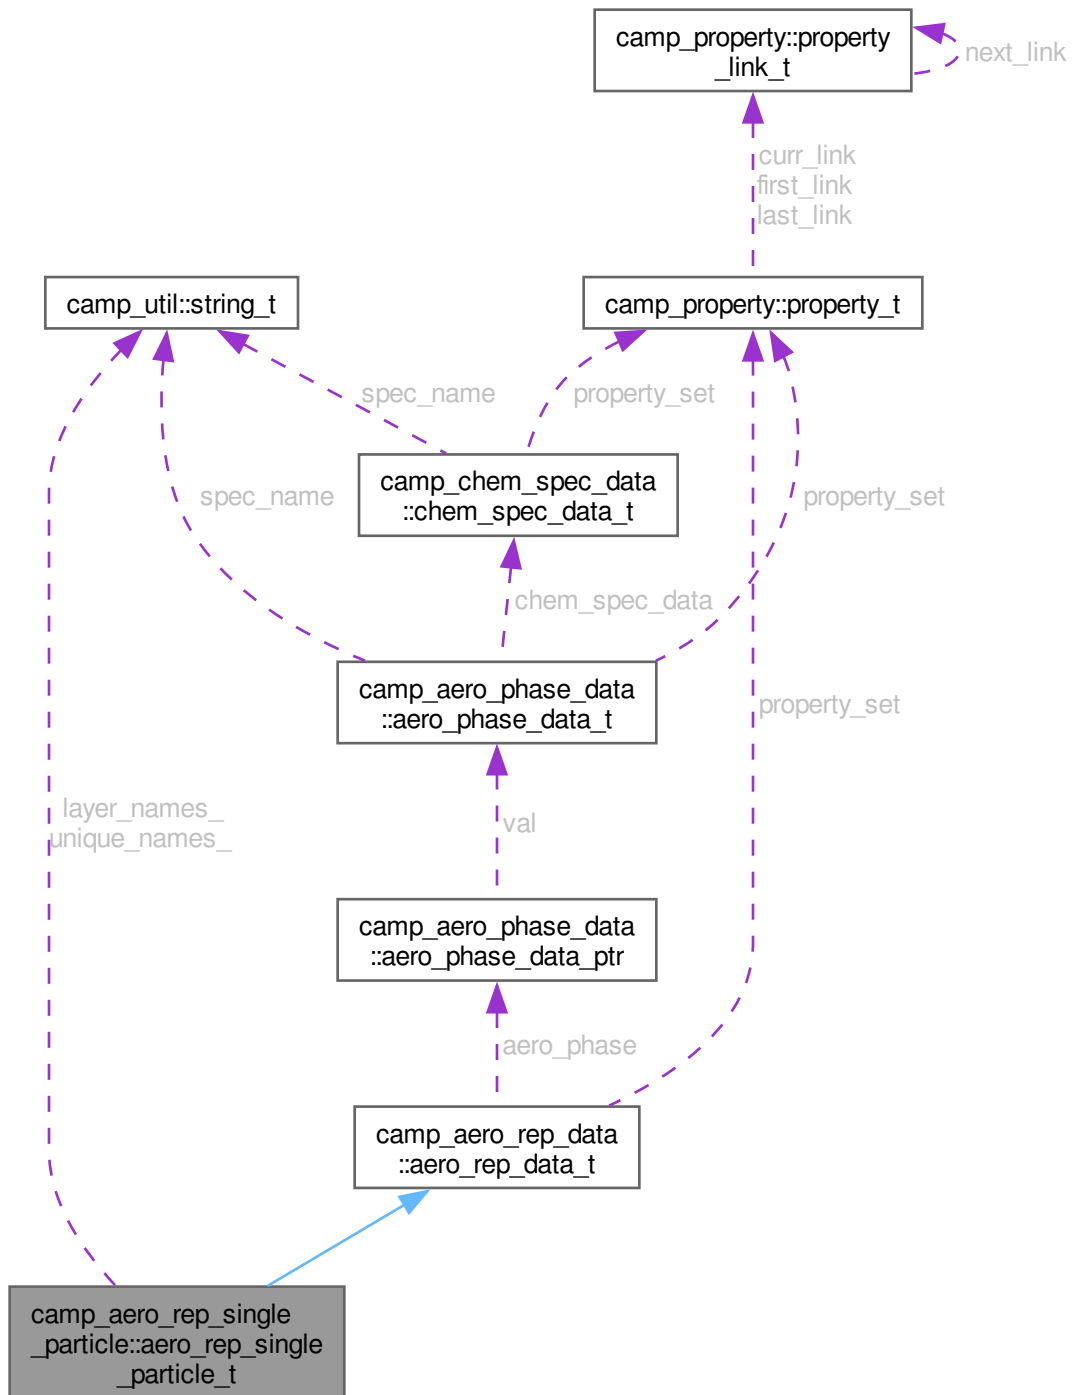 camp_property::property
_link_t
next_link
curr_link
first_link
last_link
camp_util::string_t
camp_property::property_t
spec_name
property_set
camp_chem_spec_data
::chem_spec_data_t
spec_name
property_set
chem_spec_data
camp_aero_phase_data
::aero_phase_data_t
property_set
layer_names_
unique_names_
val
camp_aero_phase_data
::aero_phase_data_ptr
aero_phase
camp_aero_rep_data
::aero_rep_data_t
camp_aero_rep_single
_particle::aero_rep_single
_particle_t